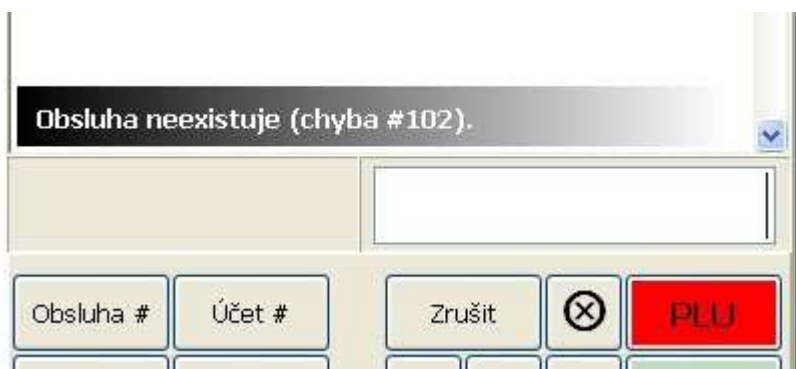 Obsluha neexistuje (chyba #102).
Obsluha # Účet # Zrušit PLU